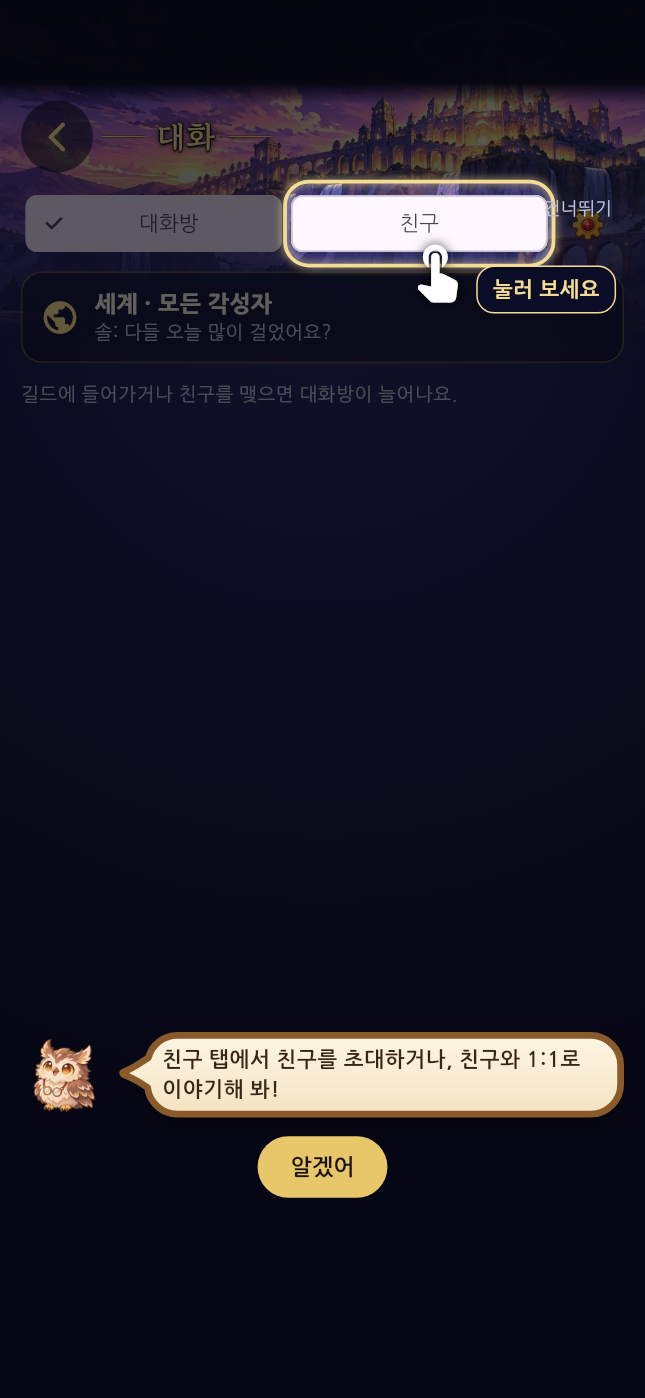 대화
대화방
친구
건너뛰기
눌러 보세요
세계 · 모든 각성자
솔: 다들 오늘 많이 걸었어요?
길드에 들어가거나 친구를 맺으면 대화방이 늘어나요.
친구 탭에서 친구를 초대하거나, 친구와 1:1로
이야기해 봐!
알겠어